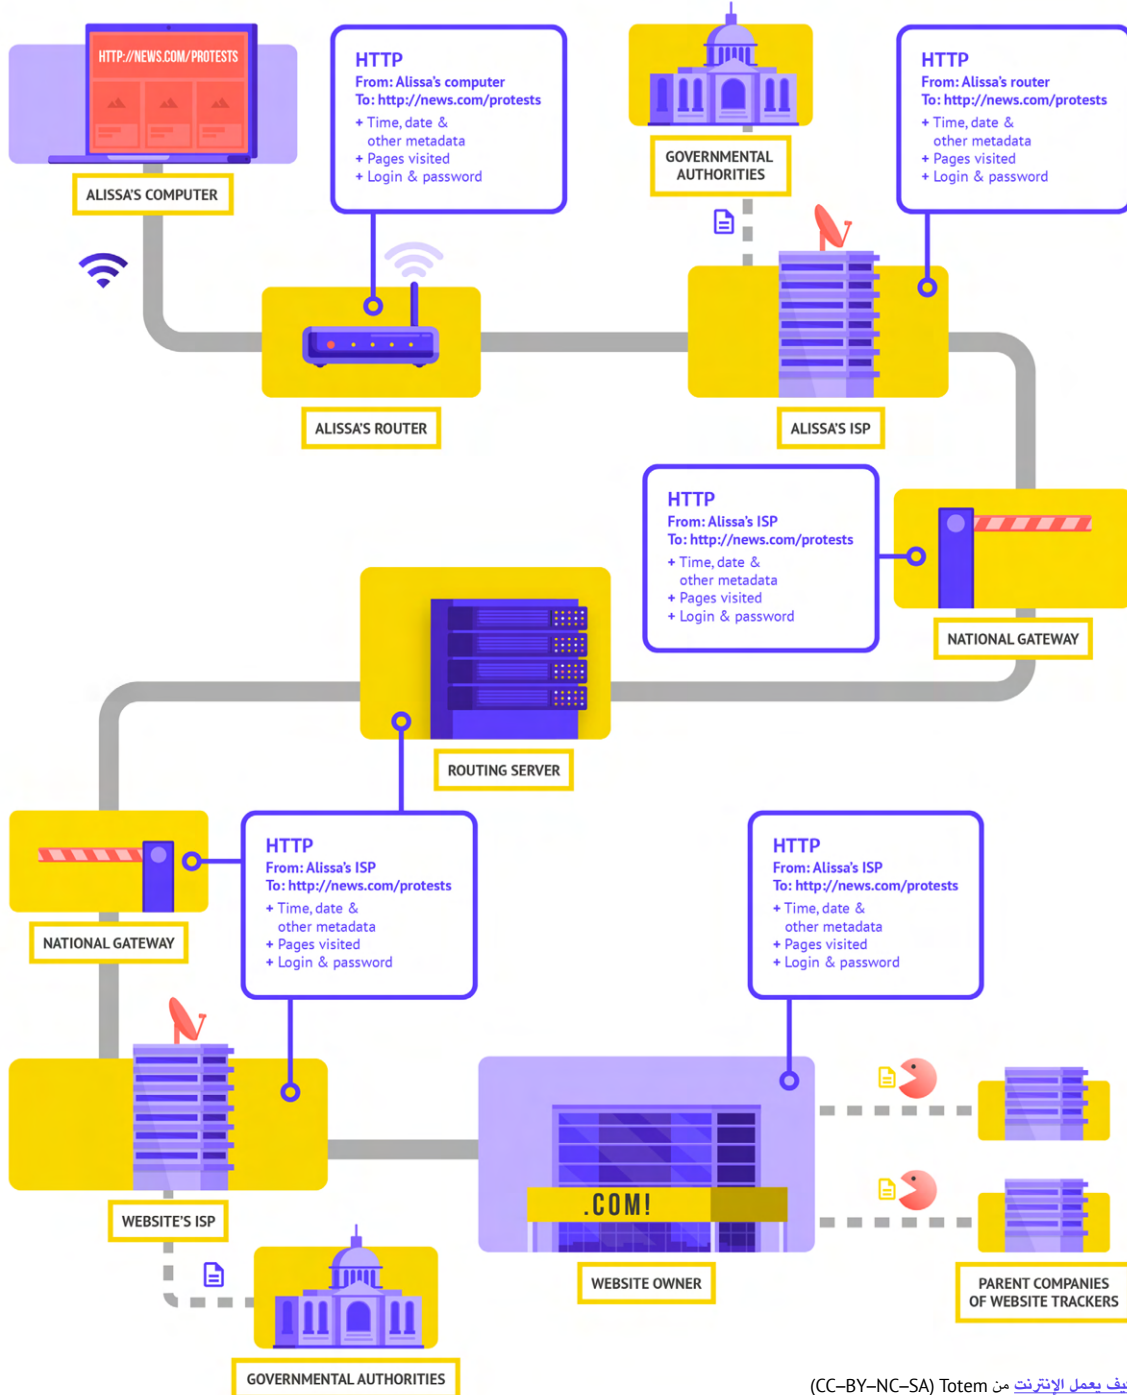 HTTP://NEWS.COM/PROTESTS
ALISSA'S COMPUTER
HTTP
From: Alissa's computer
To: http://news.com/protests
+ Time, date &
other metadata
+ Pages visited
+ Login & password
GOVERNMENTAL
AUTHORITIES
HTTP
From: Alissa's router
To: http://news.com/protests
+ Time, date &
other metadata
+ Pages visited
+ Login & password
ALISSA'S ROUTER
ALISSA'S ISP
HTTP
From: Alissa's ISP
To: http://news.com/protests
+ Time, date &
other metadata
+ Pages visited
+ Login & password
NATIONAL GATEWAY
ROUTING SERVER
HTTP
From: Alissa's ISP
To: http://news.com/protests
+ Time, date &
other metadata
+ Pages visited
+ Login & password
NATIONAL GATEWAY
HTTP
From: Alissa's ISP
To: http://news.com/protests
+ Time, date &
other metadata
+ Pages visited
+ Login & password
WEBSITE'S ISP
.COM!
WEBSITE OWNER
PARENT COMPANIES
OF WEBSITE TRACKERS
GOVERNMENTAL AUTHORITIES
كيف يعمل الإنترنت من Totem (CC–BY–NC–SA)